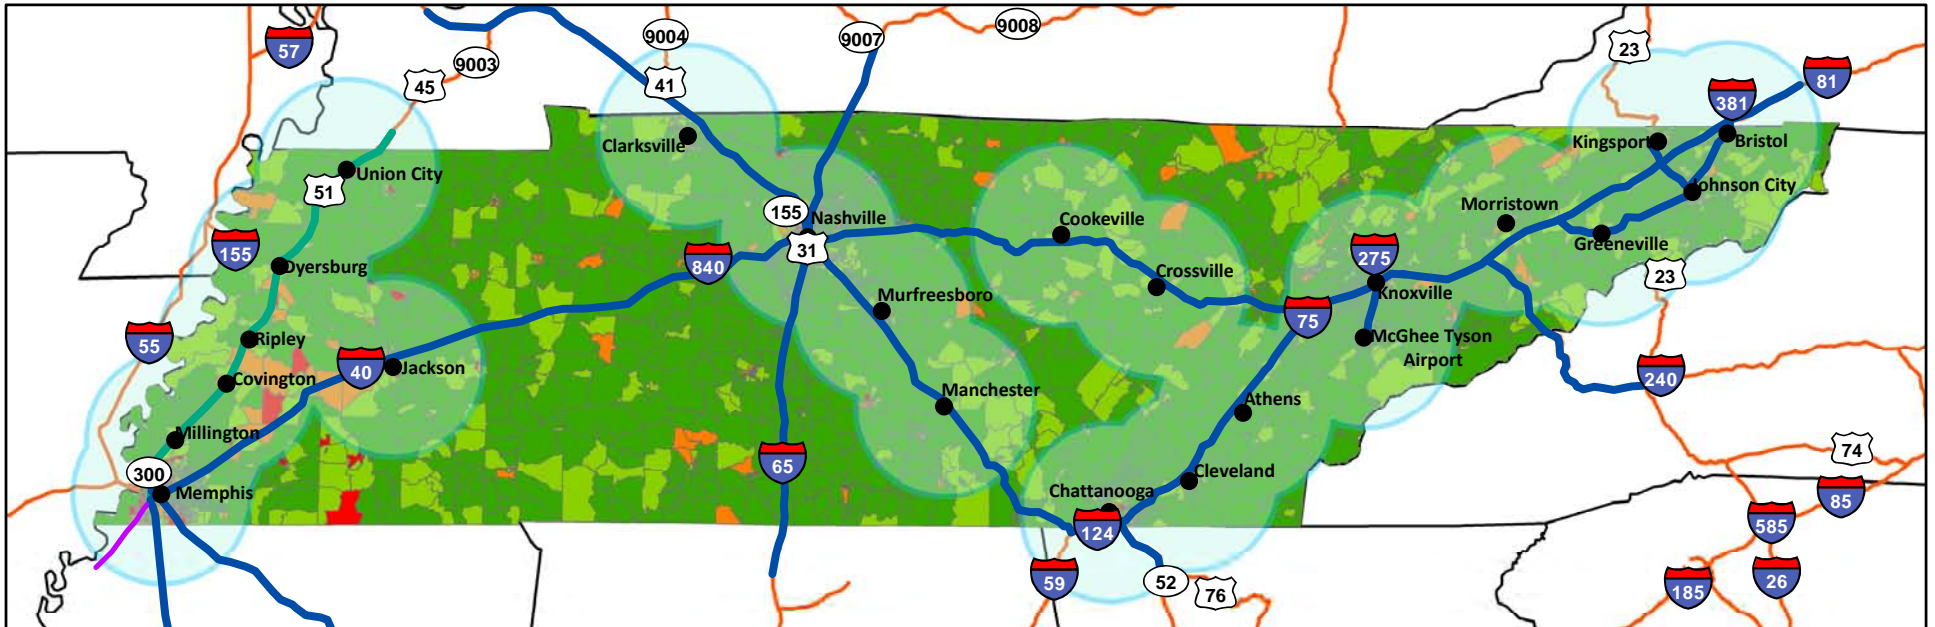 57
9003
45
9004
41
9007
9008
23
381
81
Clarksville
Kingsport
Bristol
Union City
51
Johnson City
155
Nashville
Cookeville
Morristown
155
31
840
275
Greeneville
Dyersburg
Crossville
23
Murfreesboro
Knoxville
75
55
Ripley
McGhee Tyson
Airport
40
Jackson
Covington
240
Manchester
Athens
Millington
65
74
300
Memphis
Cleveland
Chattanooga
85
124
585
59
52
76
185
26